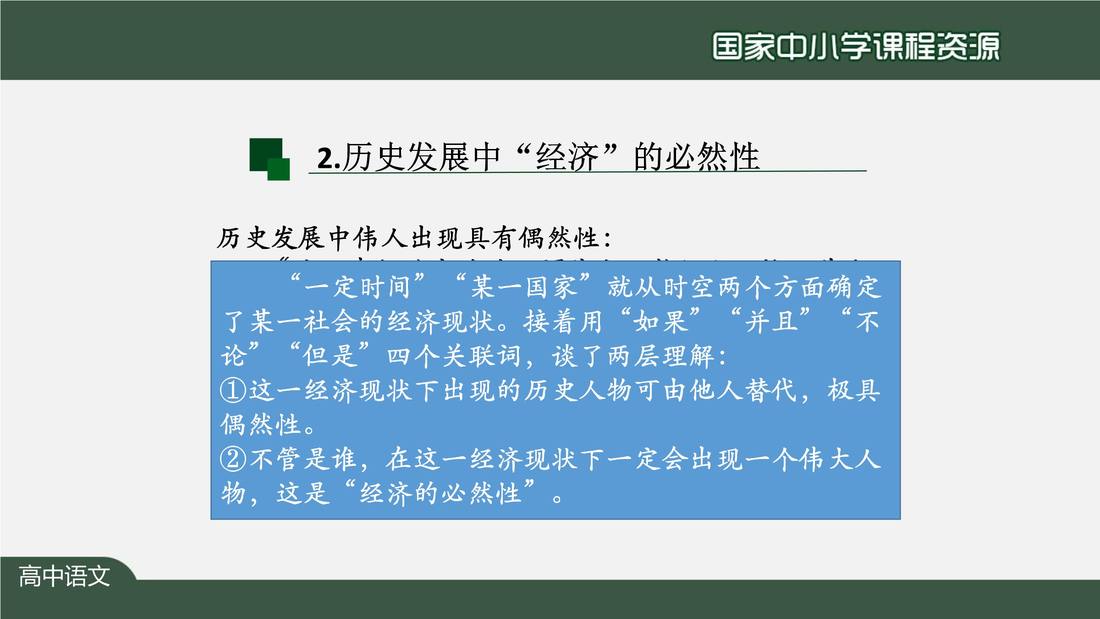 国家中小学课程资源
2.历史发展中“经济”的必然性
历史发展中伟人出现具有偶然性：
“一定时间”“某一国家”就从时空两个方面确定
了某一社会的经济现状。接着用“如果”“并且”“不
论”“但是”四个关联词，谈了两层理解：
①这一经济现状下出现的历史人物可由他人替代，极具
偶然性。
②不管是谁，在这一经济现状下一定会出现一个伟大人
物，这是“经济的必然性”。
高中语文